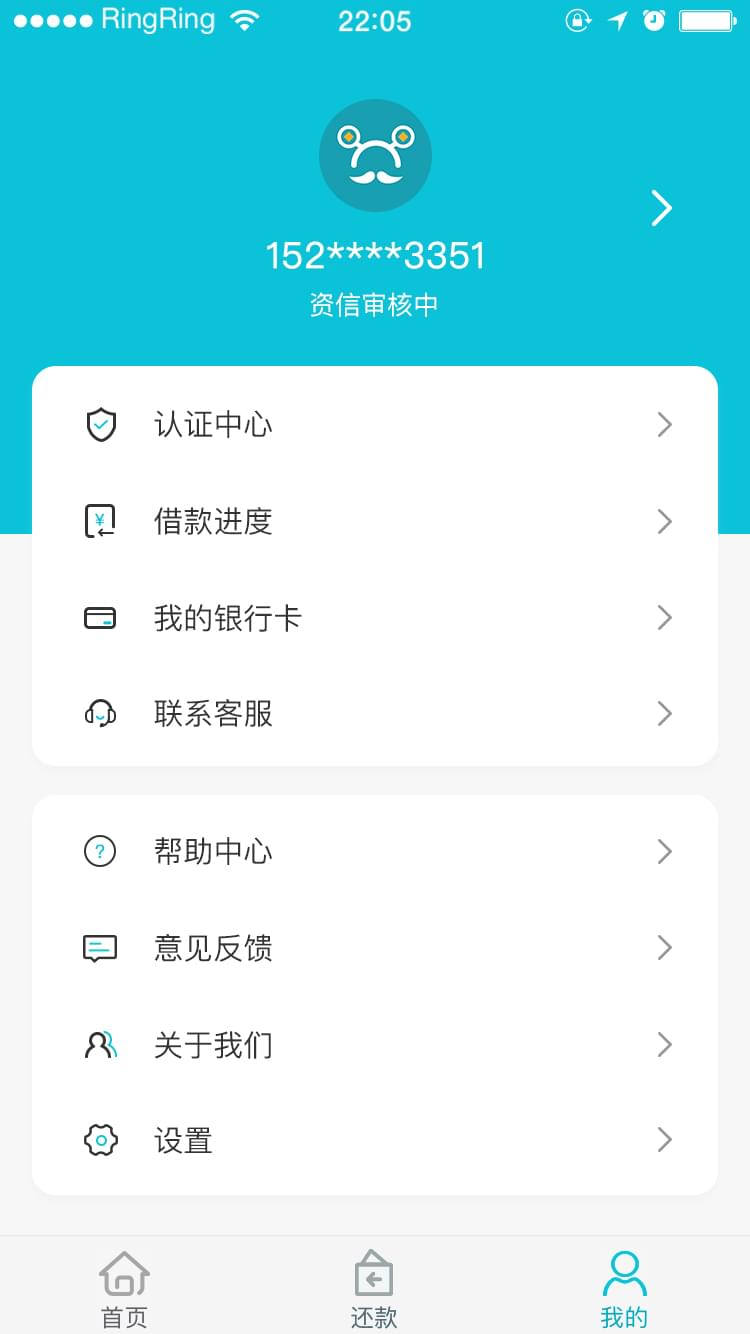 RingRing
22:05
152****3351
资信审核中
认证中心
借款进度
我的银行卡
联系客服
帮助中心
意见反馈
关于我们
设置
首页
还款
我的